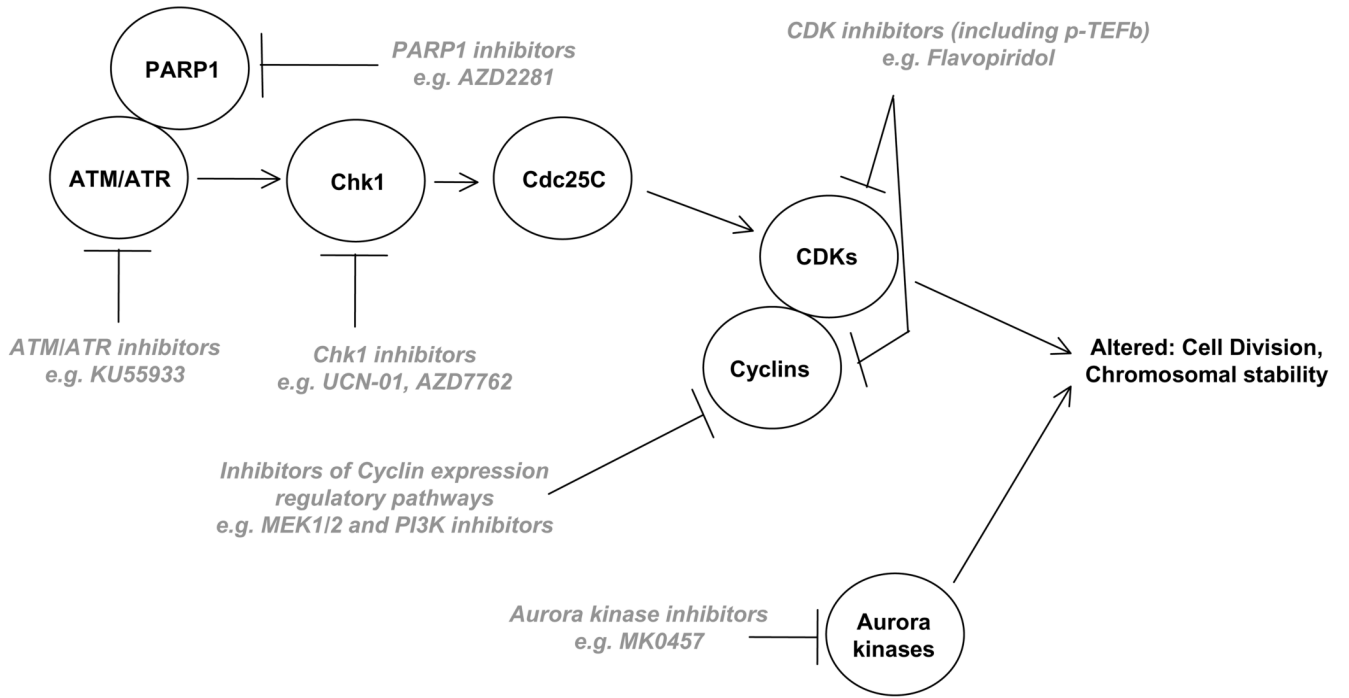 CDK inhibitors (including p-TEFb)
e.g. Flavopiridol
PARP1
PARP1 inhibitors
e.g. AZD2281
ATM/ATR
Chk1
Cdc25C
CDKs
ATM/ATR inhibitors
e.g. KU55933
Chk1 inhibitors
e.g. UCN-01, AZD7762
Cyclins
Altered: Cell Division,
Chromosomal stability
Inhibitors of Cyclin expression
regulatory pathways
e.g. MEK1/2 and PI3K inhibitors
Aurora kinase inhibitors
e.g. MK0457
Aurora
kinases